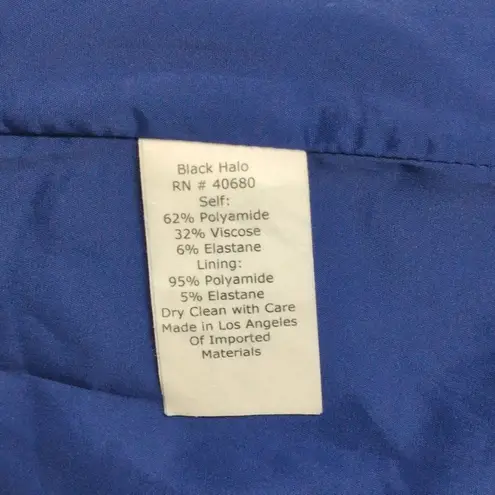 Black Halo
RN # 40680
Self:
62% Polyamide
32% Viscose
6% Elastane
Lining:
95% Polyamide
5% Elastane
Dry Clean with Care
Made in Los Angeles
Of Imported
Materials